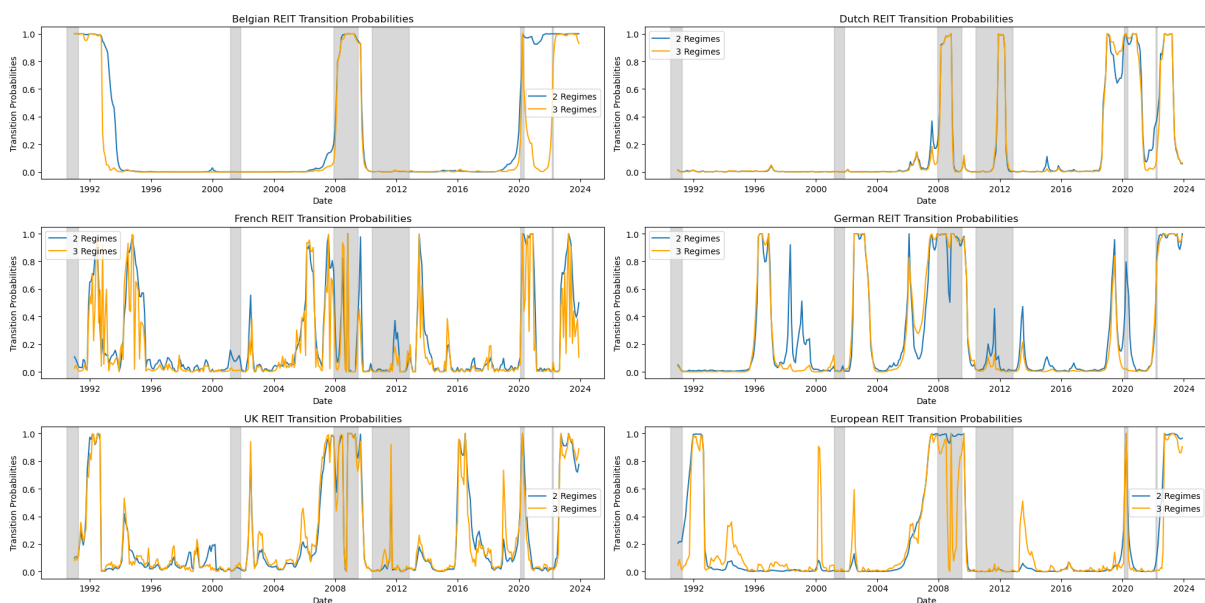 Belgian REIT Transition Probabilities
Transition Probabilities
1.0
0.8
0.6
0.4
0.2
0.0
2 Regimes
3 Regimes
1992 1996 2000 2004 2008 2012 2016 2020 2024
Date
Dutch REIT Transition Probabilities
Transition Probabilities
1.0
0.8
0.6
0.4
0.2
0.0
2 Regimes
3 Regimes
1992 1996 2000 2004 2008 2012 2016 2020 2024
Date
French REIT Transition Probabilities
Transition Probabilities
1.0
0.8
0.6
0.4
0.2
0.0
2 Regimes
3 Regimes
1992 1996 2000 2004 2008 2012 2016 2020 2024
Date
German REIT Transition Probabilities
Transition Probabilities
1.0
0.8
0.6
0.4
0.2
0.0
2 Regimes
3 Regimes
1992 1996 2000 2004 2008 2012 2016 2020 2024
Date
UK REIT Transition Probabilities
Transition Probabilities
1.0
0.8
0.6
0.4
0.2
0.0
2 Regimes
3 Regimes
1992 1996 2000 2004 2008 2012 2016 2020 2024
Date
European REIT Transition Probabilities
Transition Probabilities
1.0
0.8
0.6
0.4
0.2
0.0
2 Regimes
3 Regimes
1992 1996 2000 2004 2008 2012 2016 2020 2024
Date